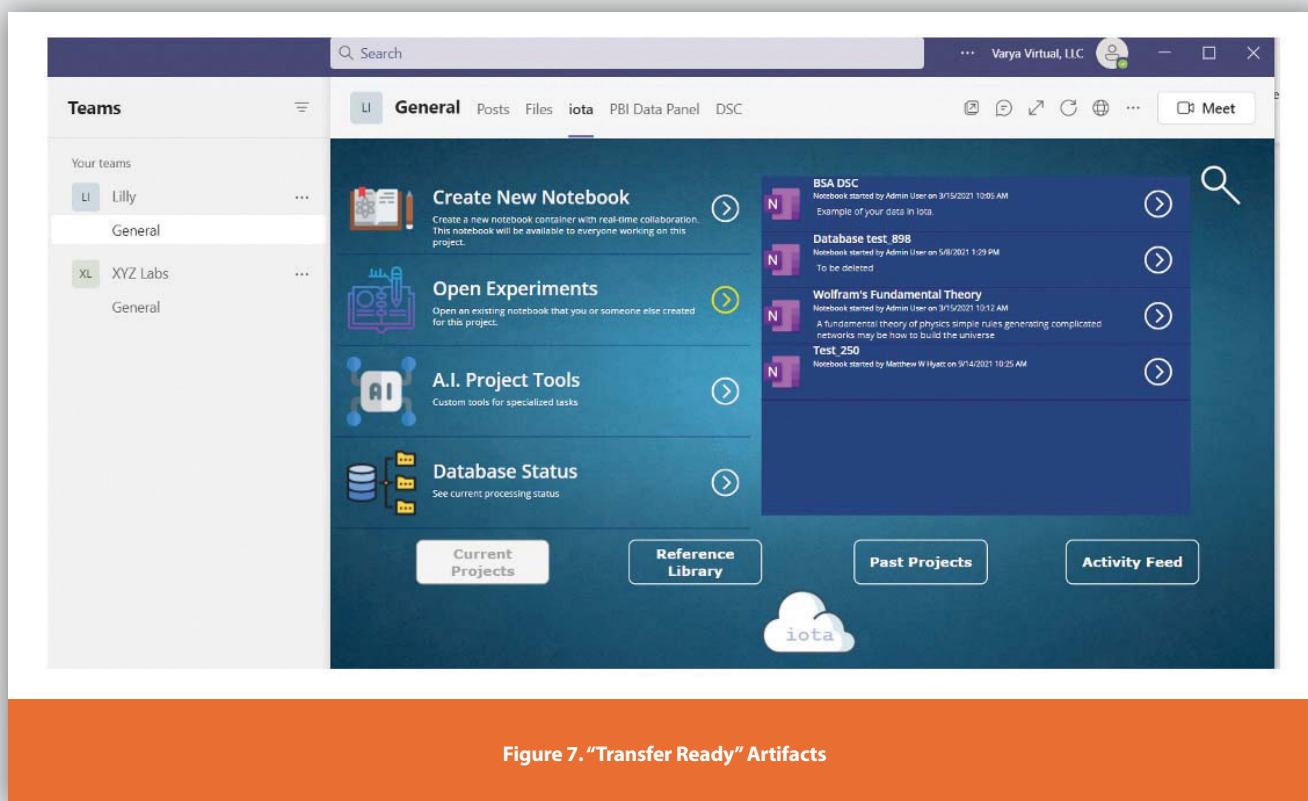 Search
... Varya Virtual, LLC
Teams
LI General Posts Files iota PBI Data Panel DSC
... Meet
Your teams
LI Lilly ...
General
XL XYZ Labs ...
General
Create New Notebook
Create a new notebook container with real-time collaboration.
This notebook will be available to everyone working on this
project.
Open Experiments
Open an existing notebook that you or someone else created
for this project.
AI
A.I. Project Tools
Custom tools for specialized tasks
Database Status
See current processing status
N
BSA DSC
Notebook started by Admin User on 3/15/2021 10:05 AM
Example of your data in Iota.
N
Database test_898
Notebook started by Admin User on 5/8/2021 1:29 PM
To be deleted
N
Wolfram's Fundamental Theory
Notebook started by Admin User on 3/15/2021 10:12 AM
A fundamental theory of physics simple rules generating complicated
networks may be how to build the universe
N
Test_250
Notebook started by Matthew W Hyatt on 9/14/2021 10:25 AM
Current
Projects
Reference
Library
Past Projects
Activity Feed
iota
Figure 7. “Transfer Ready” Artifacts